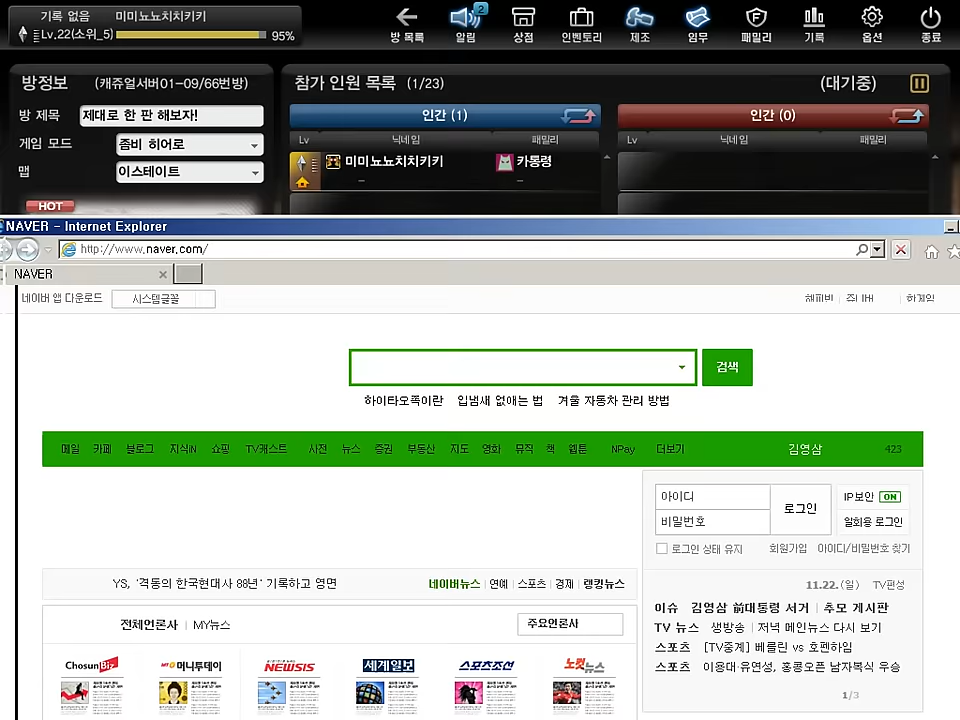 기록 없음 미미뇨뇨치치키키
Lv.22(소위_5) 95%
방 목록 알림 2 상점 인벤토리 제조 임무 패밀리 기록 옵션 종료
방정보 (캐쥬얼서버01-09/66번방)
방 제목 제대로 한 판 해보자!
게임 모드 좀비 히어로
맵 이스테이트
HOT
참가 인원 목록 (1/23) (대기중)
인간 (1) 인간 (0)
Lv 닉네임 패밀리 Lv 닉네임 패밀리
미미뇨뇨치치키키 카동령
NAVER - Internet Explorer
http://www.naver.com/
NAVER
네이버 앱 다운로드 시스템글꼴 해피빈 쥬니버 한게임
검색
하이타오족이란 입냄새 없애는 법 겨울 자동차 관리 방법
메일 카페 블로그 지식iN 쇼핑 TV캐스트 사전 뉴스 증권 부동산 지도 영화 뮤직 책 웹툰 NPay 더보기 김영삼 423
아이디 로그인 IP보안 ON
비밀번호 일회용 로그인
로그인 상태 유지 회원가입 아이디/비밀번호 찾기
YS, '격동의 한국현대사 88년' 기록하고 영면 네이버뉴스 연예 스포츠 경제 랭킹뉴스
11.22.(일) TV편성
이슈 김영삼 前대통령 서거 추모 게시판
TV 뉴스 생방송 저녁 메인뉴스 다시 보기
스포츠 [TV중계] 베를린 vs 호펜하임
스포츠 이용대·유연성, 홍콩오픈 남자복식 우승
1/3
전체언론사 MY뉴스 주요언론사
ChosunBiz 머니투데이 NEWSIS 세계일보 스포츠조선 노컷뉴스